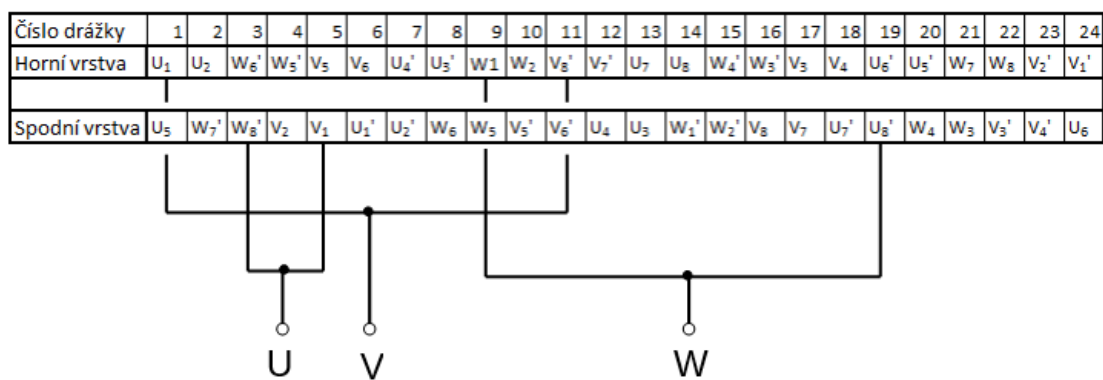 Číslo drážky 1 2 3 4 5 6 7 8 9 10 11 12 13 14 15 16 17 18 19 20 21 22 23 24
Horní vrstva U₁ U₂ W₆' W₅' V₅ V₆ U₄' U₃' W1 W₂ V₈' V₇' U₇ U₈ W₄' W₃' V₃ V₄ U₆' U₅' W₇ W₈ V₂' V₁'
Spodní vrstva U₅ W₇' W₈' V₂ V₁ U₁' U₂' W₆ W₅ V₅' V₆' U₄ U₃ W₁' W₂' V₈ V₇ U₇' U₈' W₄ W₃ V₃' V₄' U₆
U V W